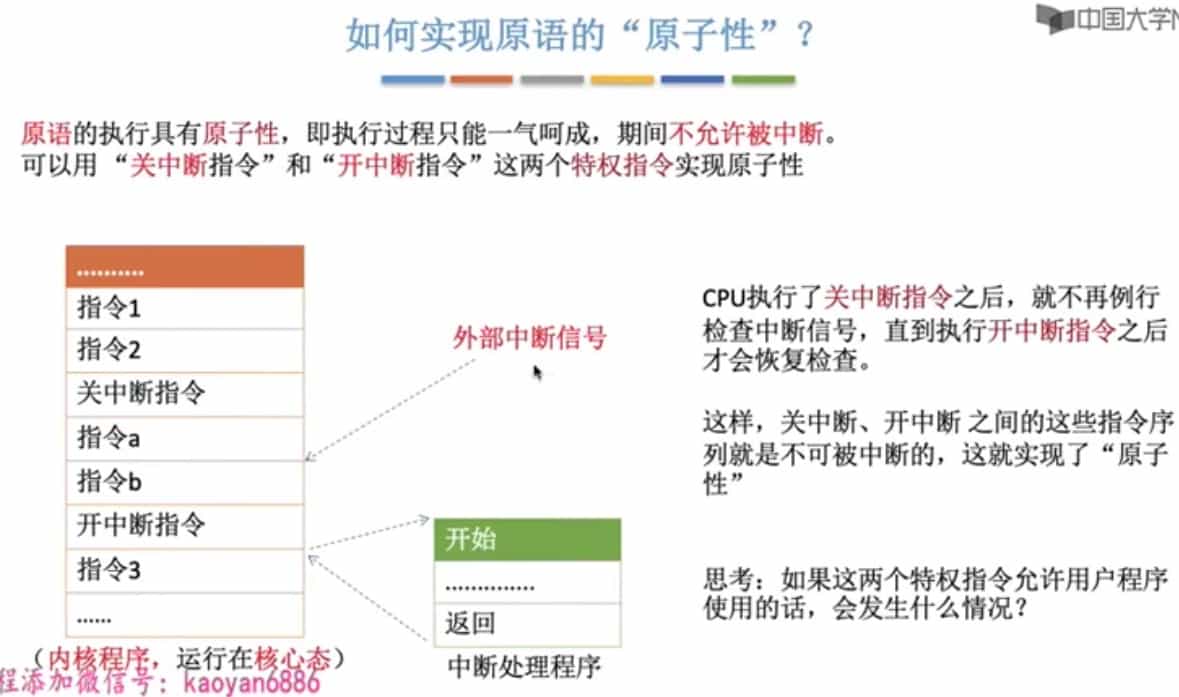 如何实现原语的“原子性”？
中国大学M
原语的执行具有原子性，即执行过程只能一气呵成，期间不允许被中断。
可以用 “关中断指令”和“开中断指令”这两个特权指令实现原子性
..........
指令1
指令2
关中断指令
指令a
指令b
开中断指令
指令3
......
（内核程序，运行在核心态）
程添加微信号：kaoyan6886
外部中断信号
开始
..............
返回
中断处理程序
CPU执行了关中断指令之后，就不再例行
检查中断信号，直到执行开中断指令之后
才会恢复检查。
这样，关中断、开中断 之间的这些指令序
列就是不可被中断的，这就实现了“原子
性”
思考：如果这两个特权指令允许用户程序
使用的话，会发生什么情况？